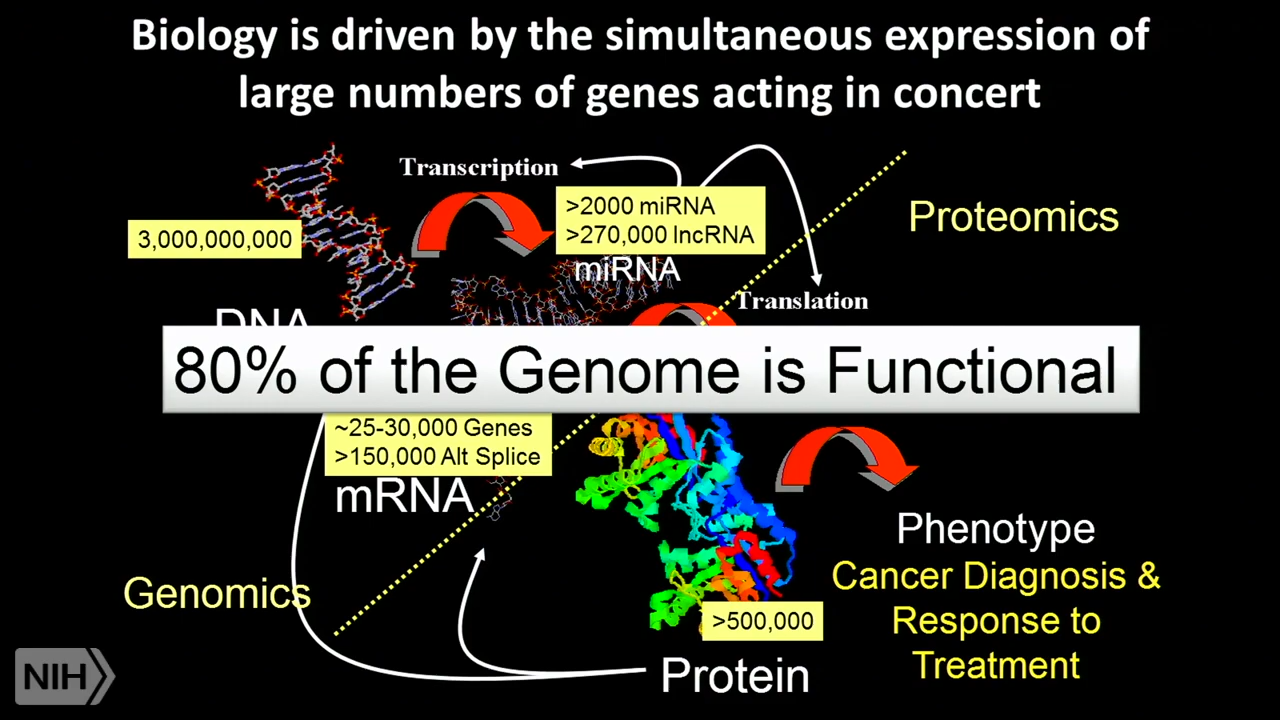 Biology is driven by the simultaneous expression of
large numbers of genes acting in concert
Transcription
>2000 miRNA
>270,000 lncRNA
miRNA
3,000,000,000
Proteomics
Translation
DNA
80% of the Genome is Functional
~25-30,000 Genes
>150,000 Alt Splice
mRNA
Genomics
Phenotype
Cancer Diagnosis &
Response to
Treatment
>500,000
Protein
NIH